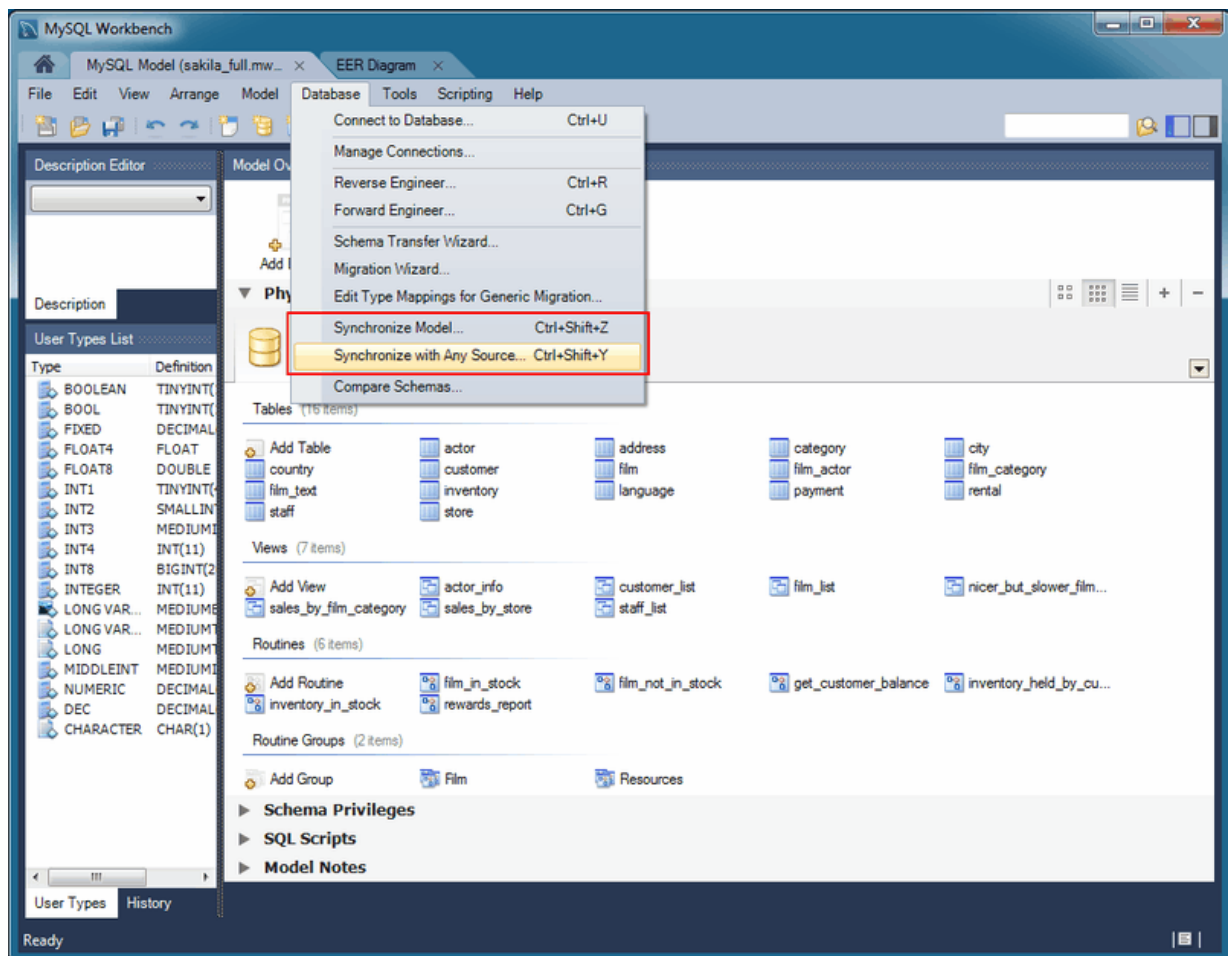 MySQL Workbench
MySQL Model (sakila_full.mw... × EER Diagram ×
File Edit View Arrange Model Database Tools Scripting Help
Connect to Database... Ctrl+U
Manage Connections...
Reverse Engineer... Ctrl+R
Forward Engineer... Ctrl+G
Schema Transfer Wizard...
Migration Wizard...
Edit Type Mappings for Generic Migration...
Synchronize Model... Ctrl+Shift+Z
Synchronize with Any Source... Ctrl+Shift+Y
Compare Schemas...
Description Editor
Description
User Types List
Type Definition
BOOLEAN TINYINT(
BOOL TINYINT(
FIXED DECIMAL
FLOAT4 FLOAT
FLOAT8 DOUBLE
INT1 TINYINT(
INT2 SMALLIN
INT3 MEDIUMI
INT4 INT(11)
INT8 BIGINT(2
INTEGER INT(11)
LONG VAR... MEDIUMB
LONG VAR... MEDIUMT
LONG MEDIUMT
MIDDLEINT MEDIUMI
NUMERIC DECIMAL
DEC DECIMAL
CHARACTER CHAR(1)
User Types History
Model Ov
Add
Phy
Tables (16 items)
Add Table actor address category city
country customer film film_actor film_category
film_text inventory language payment rental
staff store
Views (7 items)
Add View actor_info customer_list film_list nicer_but_slower_film...
sales_by_film_category sales_by_store staff_list
Routines (6 items)
Add Routine film_in_stock film_not_in_stock get_customer_balance inventory_held_by_cu...
inventory_in_stock rewards_report
Routine Groups (2 items)
Add Group Film Resources
Schema Privileges
SQL Scripts
Model Notes
Ready